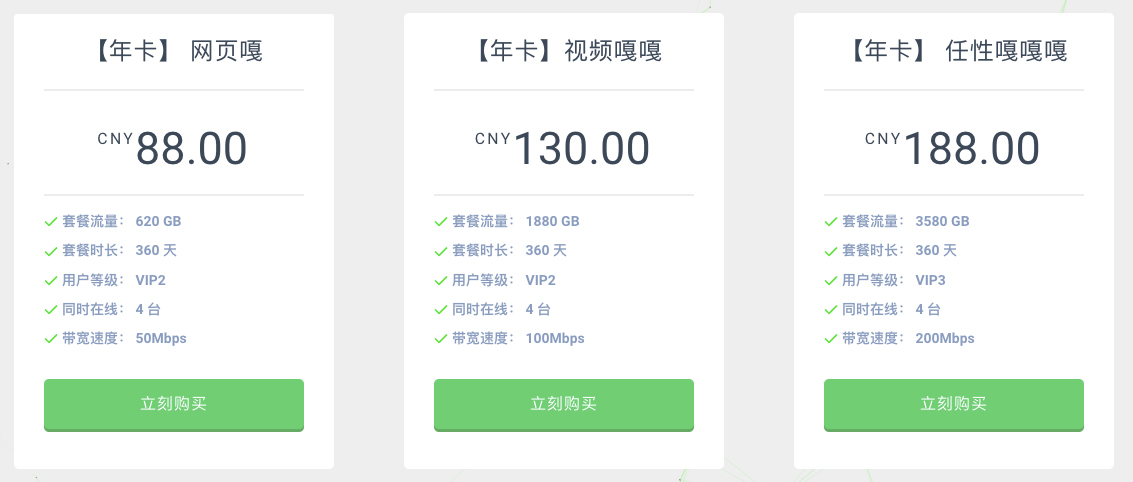 【年卡】 网页嘎
CNY88.00
套餐流量： 620 GB
套餐时长： 360 天
用户等级： VIP2
同时在线： 4 台
带宽速度： 50Mbps
立刻购买
【年卡】视频嘎嘎
CNY130.00
套餐流量： 1880 GB
套餐时长： 360 天
用户等级： VIP2
同时在线： 4 台
带宽速度： 100Mbps
立刻购买
【年卡】 任性嘎嘎嘎
CNY188.00
套餐流量： 3580 GB
套餐时长： 360 天
用户等级： VIP3
同时在线： 4 台
带宽速度： 200Mbps
立刻购买